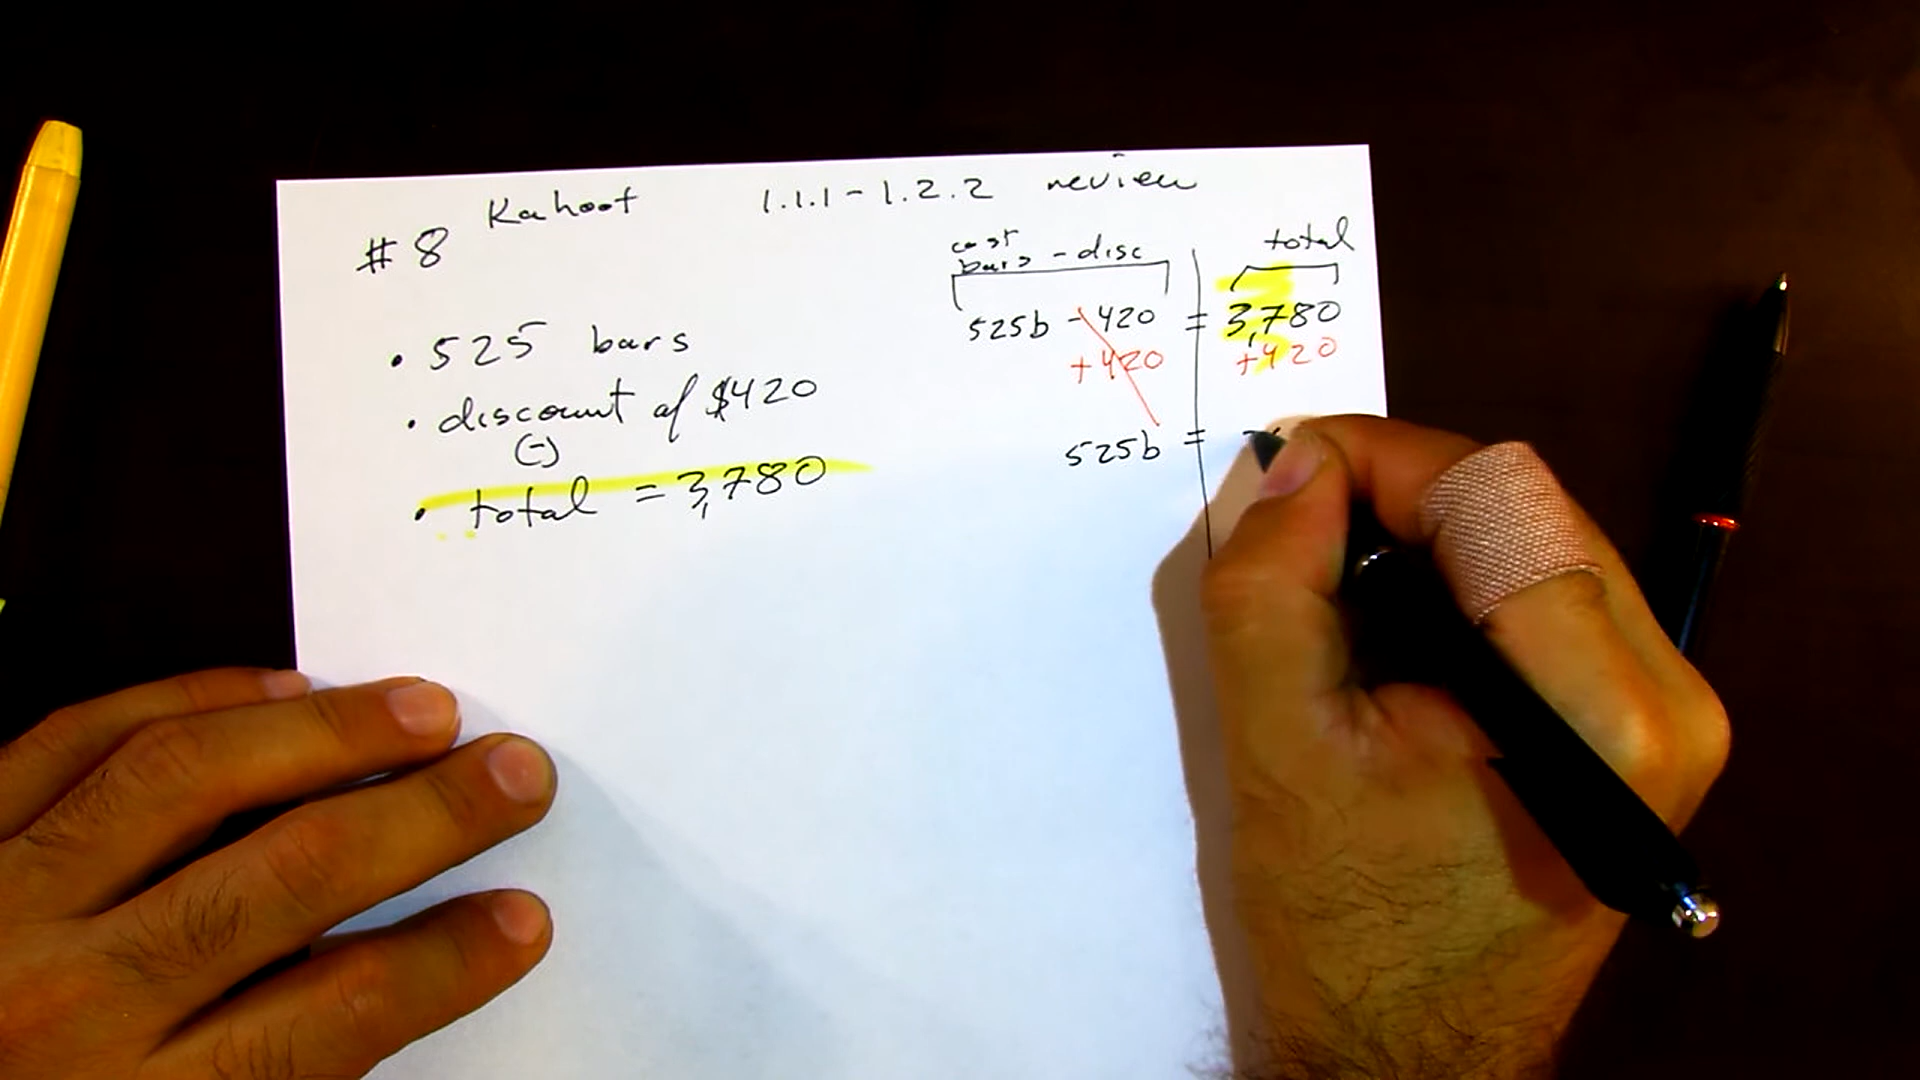 Kahoot 1.1.1 - 1.2.2 review
#8
• 525 bars
• discount of $420
(-)
• total = 3,780
cost
bars - disc
total
525b - 420 = 3,780
+420 +420
525b =